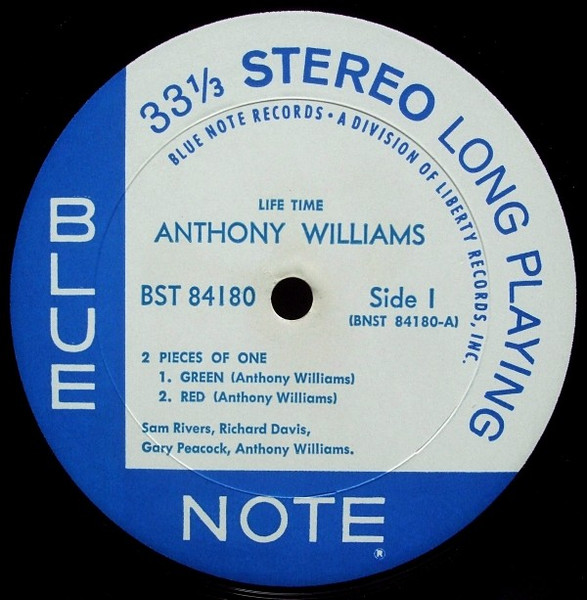 33⅓ STEREO LONG PLAYING
BLUE NOTE RECORDS • A DIVISION OF LIBERTY RECORDS, INC.
LIFE TIME
ANTHONY WILLIAMS
BST 84180
Side 1
(BNST 84180-A)
2 PIECES OF ONE
1. GREEN (Anthony Williams)
2. RED (Anthony Williams)
Sam Rivers, Richard Davis,
Gary Peacock, Anthony Williams.
BLUE
NOTE ®